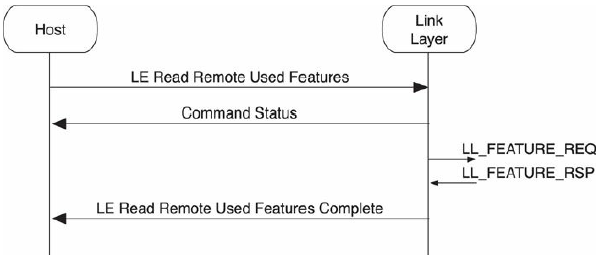 Host
Link
Layer
LE Read Remote Used Features
Command Status
LL_FEATURE_REQ
LL_FEATURE_RSP
LE Read Remote Used Features Complete